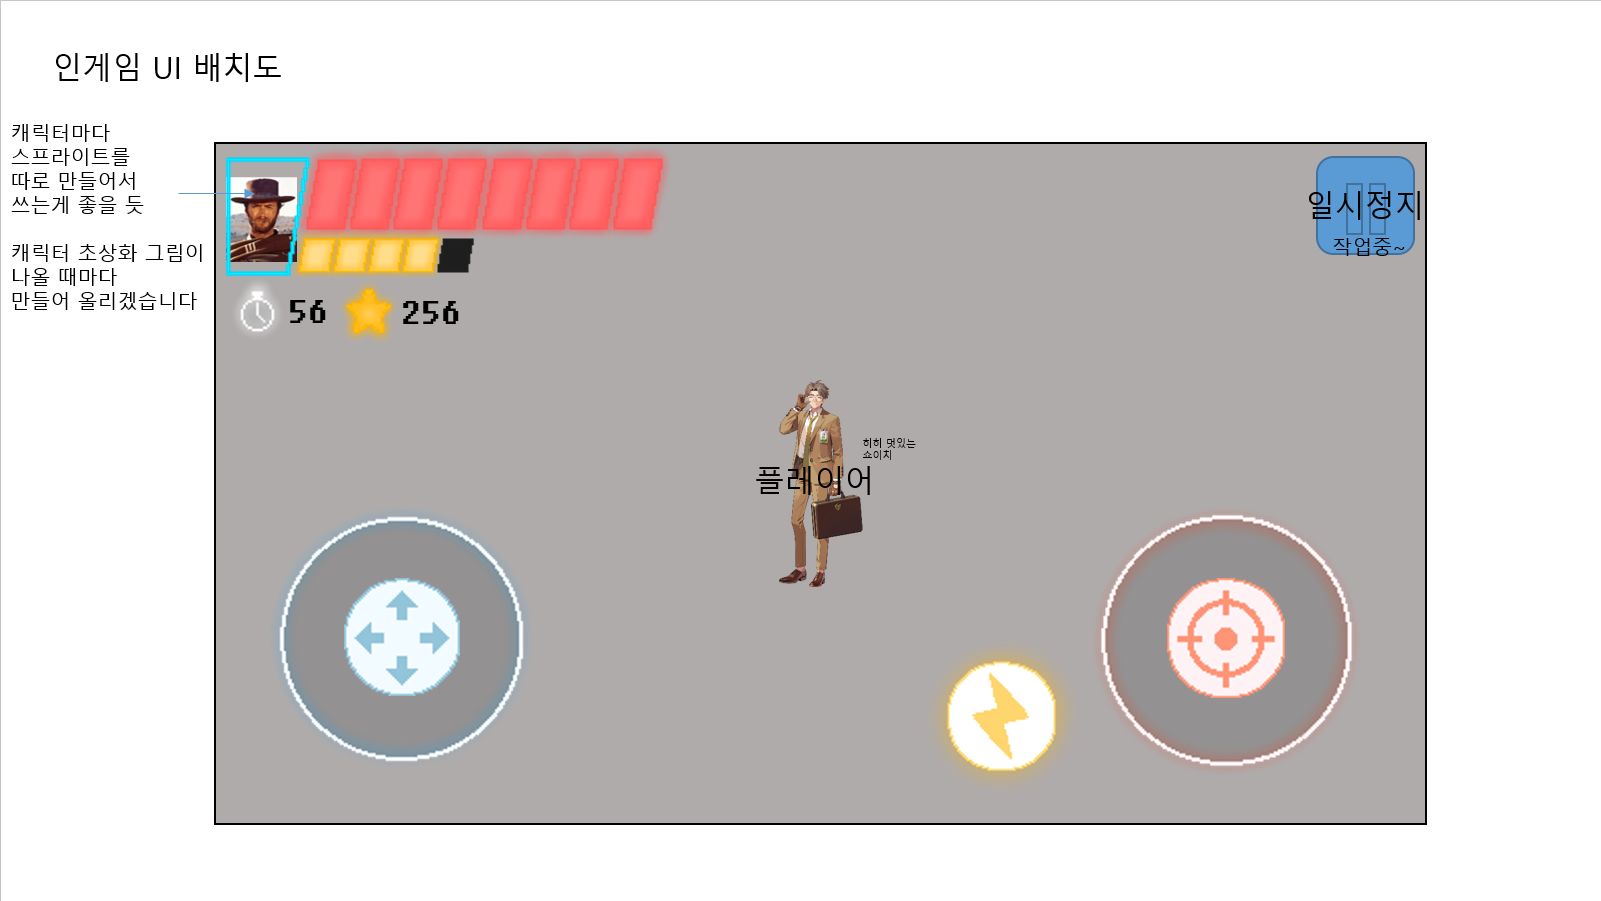 인게임 UI 배치도
캐릭터마다
스프라이트를
따로 만들어서
쓰는게 좋을 듯
캐릭터 초상화 그림이
나올 때마다
만들어 올리겠습니다
일시정지
작업중~
56
256
히히 멋있는
쇼이치
플레이어